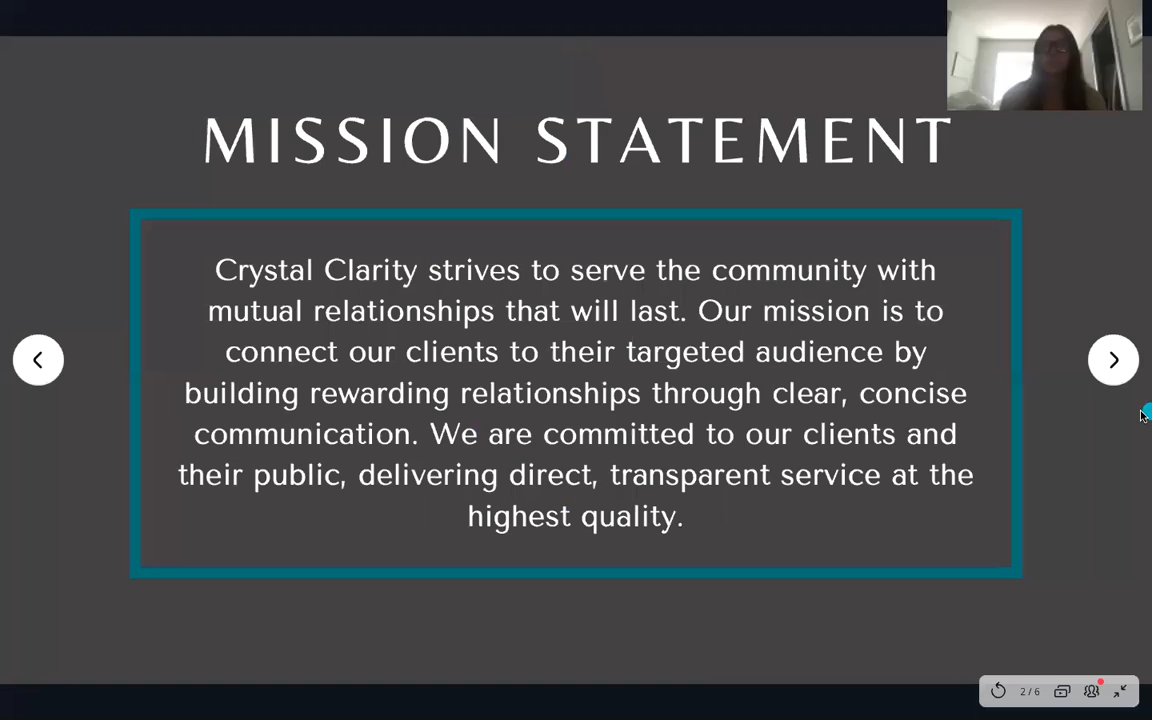 MISSION STATEMENT
Crystal Clarity strives to serve the community with
mutual relationships that will last. Our mission is to
connect our clients to their targeted audience by
building rewarding relationships through clear, concise
communication. We are committed to our clients and
their public, delivering direct, transparent service at the
highest quality.
2/6